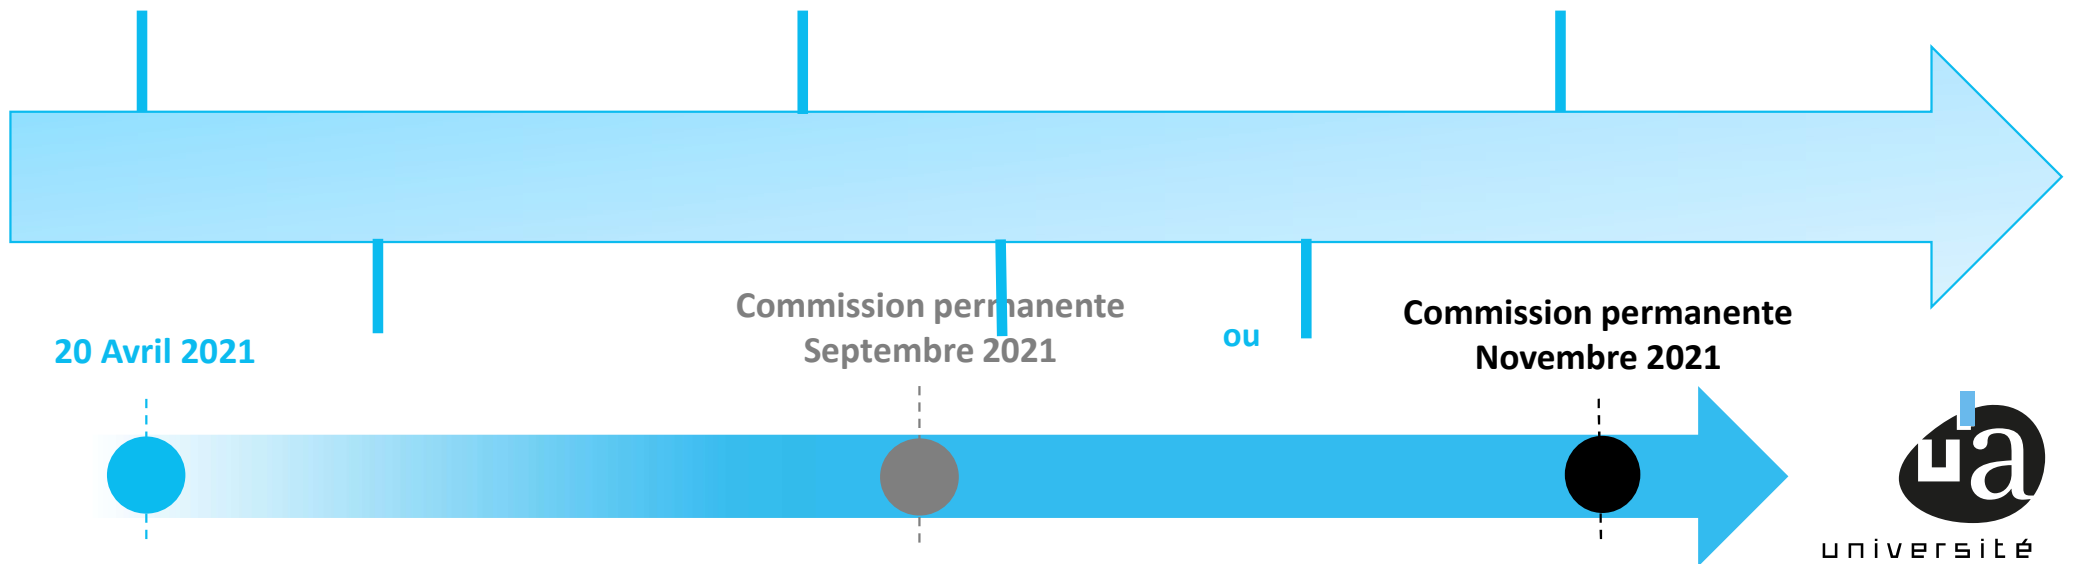 20 Avril 2021
Commission permanente
Septembre 2021
ou
Commission permanente
Novembre 2021
ua
université